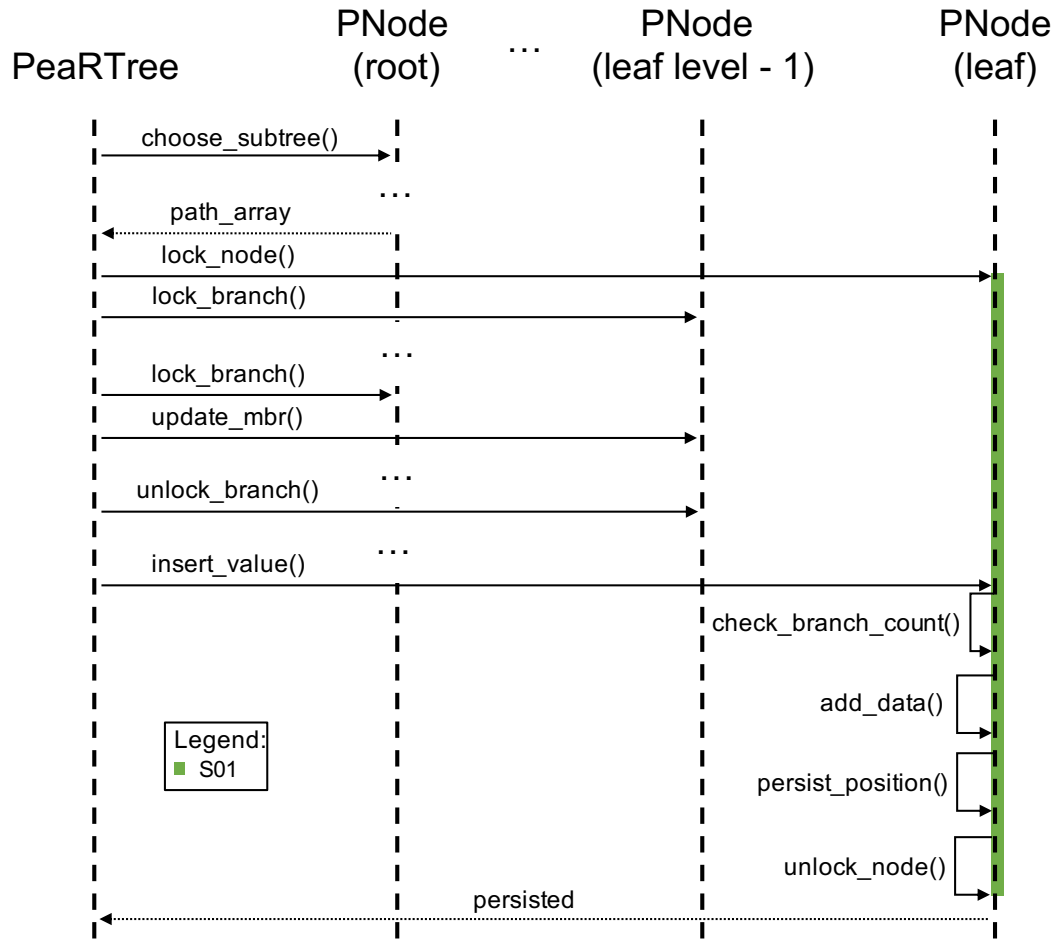 PeaRTree
PNode
(root)
...
PNode
(leaf level - 1)
PNode
(leaf)
choose_subtree()
...
path_array
lock_node()
lock_branch()
...
lock_branch()
update_mbr()
...
unlock_branch()
...
insert_value()
check_branch_count()
add_data()
persist_position()
unlock_node()
persisted
Legend:
S01